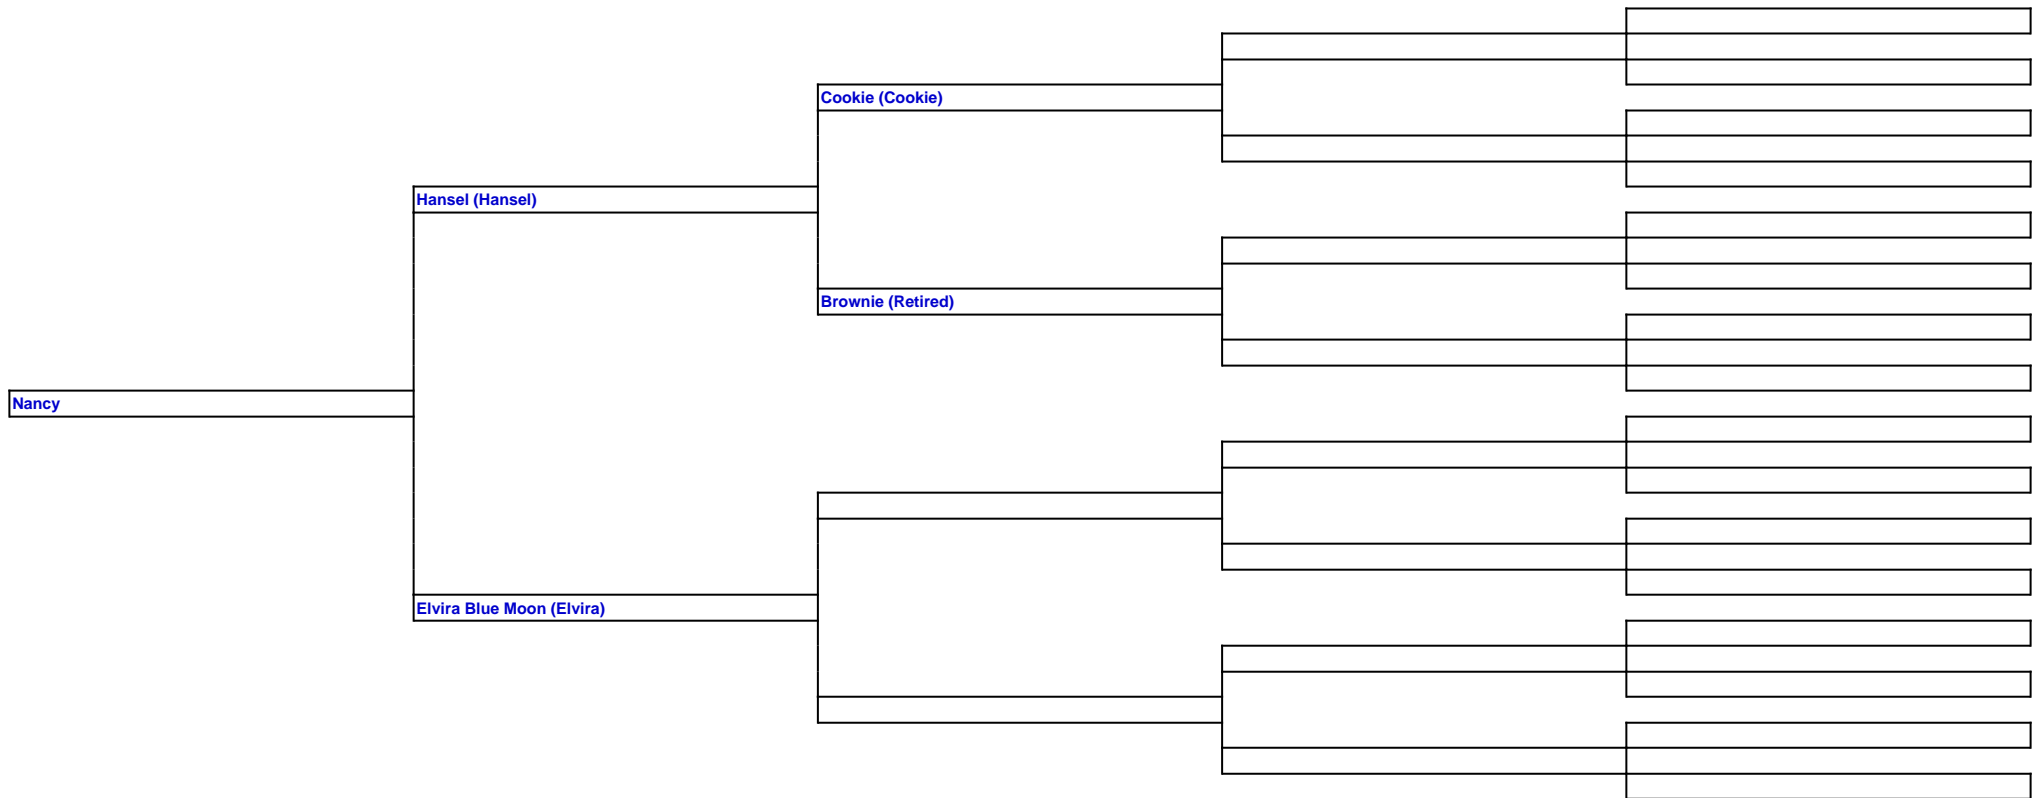 Cookie (Cookie)
Hansel (Hansel)
Brownie (Retired)
Nancy
Elvira Blue Moon (Elvira)